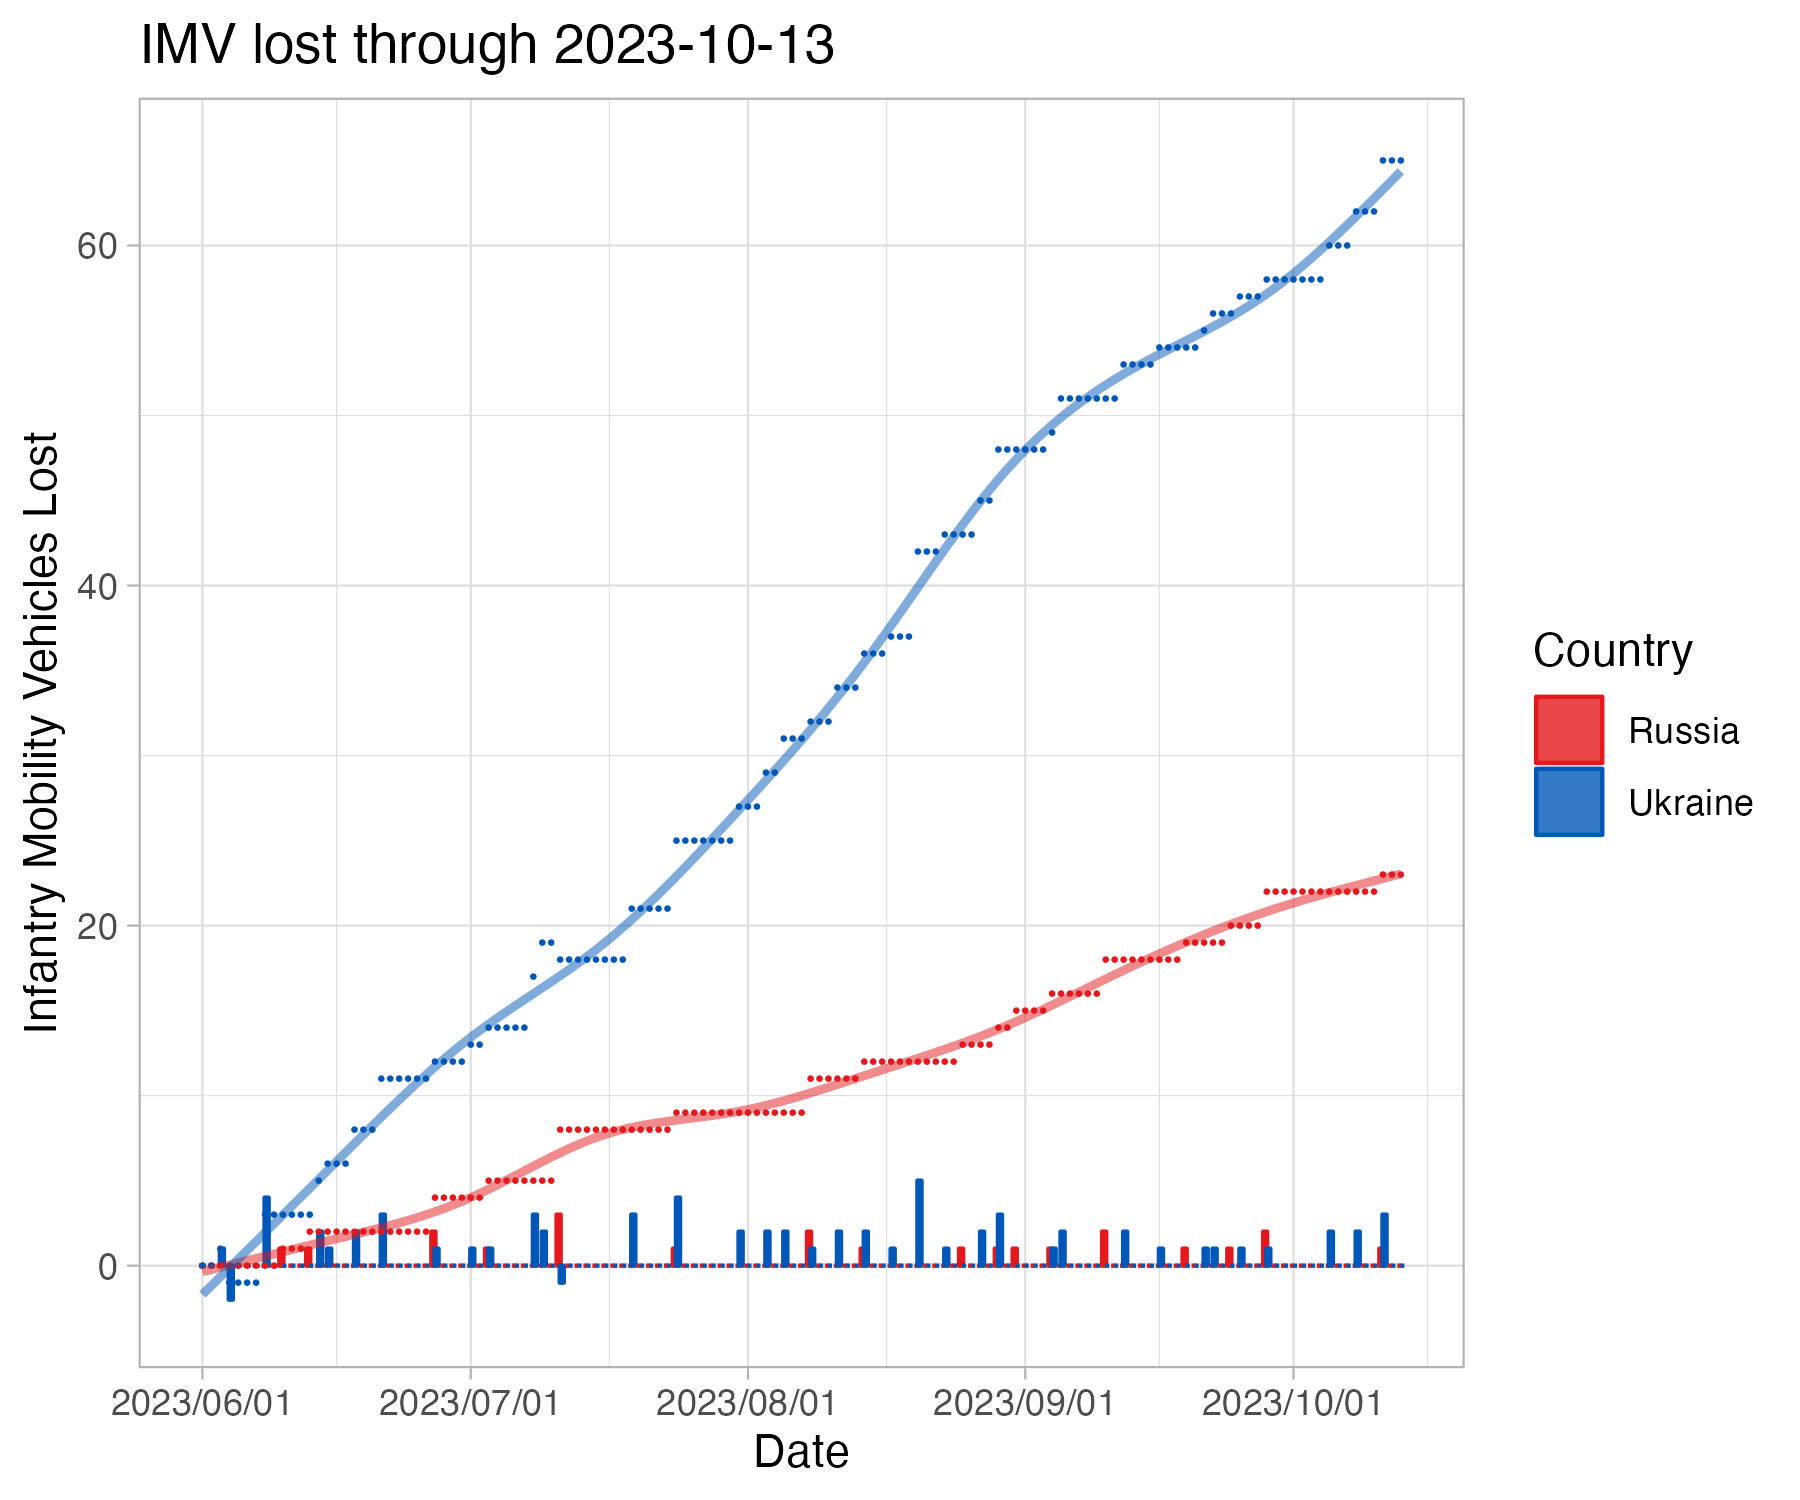 IMV lost through 2023-10-13
Infantry Mobility Vehicles Lost
60
40
20
0
2023/06/01
2023/07/01
2023/08/01
2023/09/01
2023/10/01
Date
Country
Russia
Ukraine